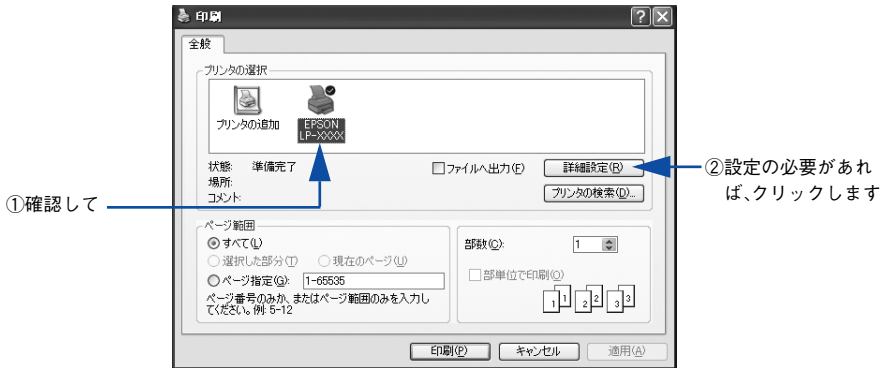 印刷
全般
プリンタの選択
プリンタの追加
EPSON
LP-XXXX
状態: 準備完了
場所:
コメント:
ファイルへ出力(F)
詳細設定(R)
プリンタの検索(D)...
①確認して
②設定の必要があれ
ば、クリックします
ページ範囲
すべて(L)
選択した部分(T)
現在のページ(U)
ページ指定(G): 1-65535
ページ番号のみか、またはページ範囲のみを入力し
てください。例: 5-12
部数(C): 1
部単位で印刷(O)
1 1 2 2 3 3
印刷(P)
キャンセル
適用(A)